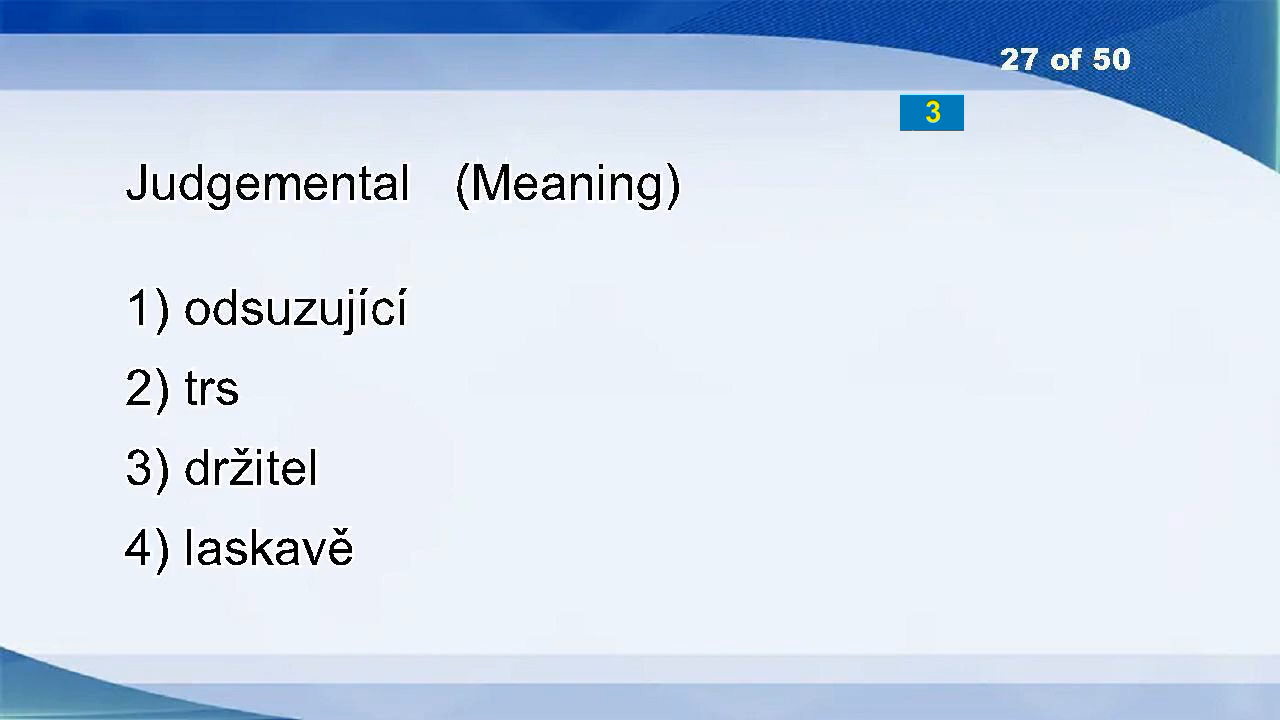 27 of 50
3
Judgemental (Meaning)
1) odsuzující
2) trs
3) držitel
4) laskavě